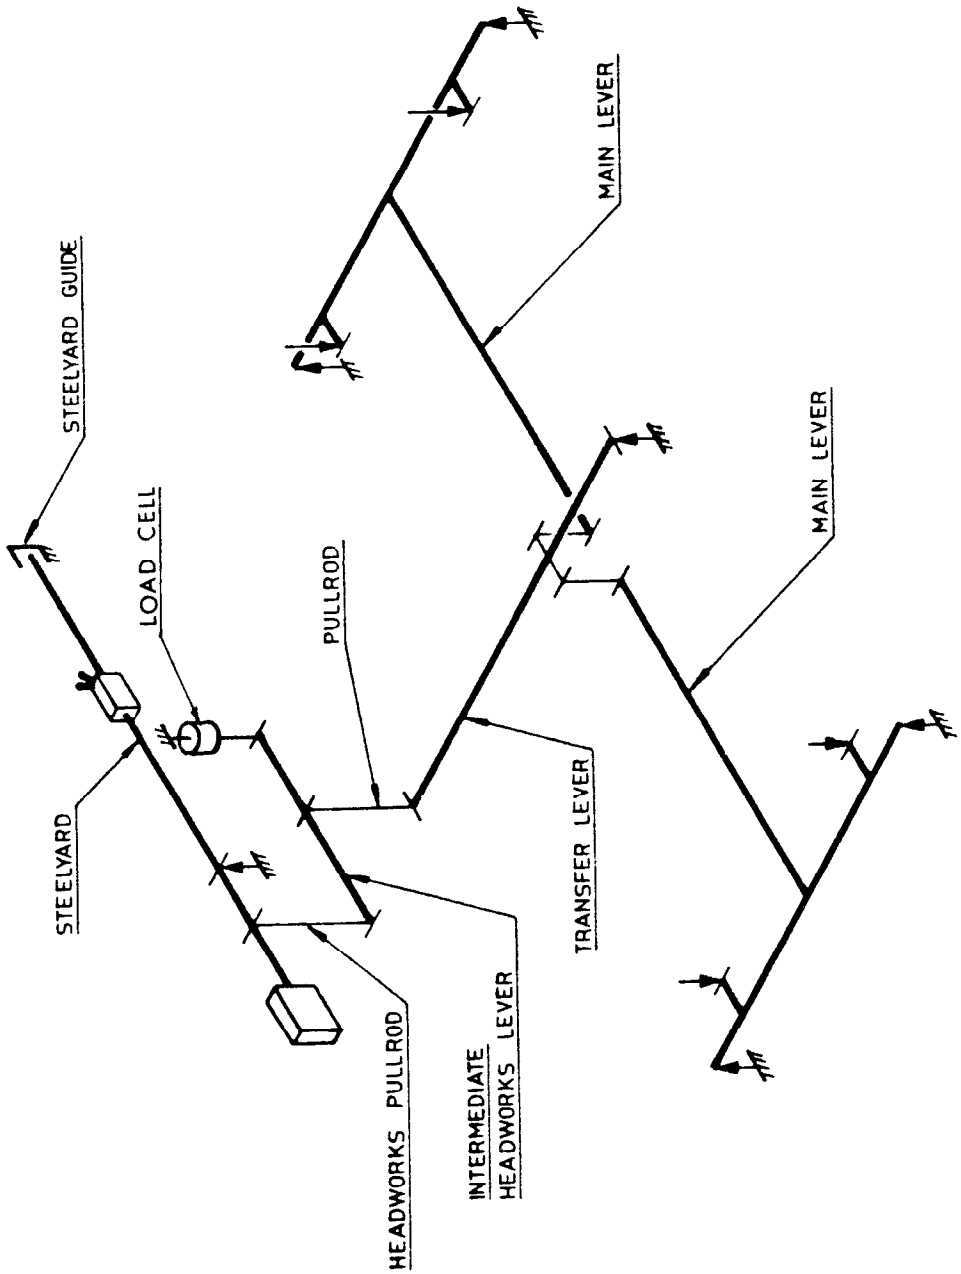 STEELYARD GUIDE
LOAD CELL
PULLROD
STEELYARD
MAIN LEVER
MAIN LEVER
TRANSFER LEVER
INTERMEDIATE
HEADWORKS LEVER
HEADWORKS PULLROD